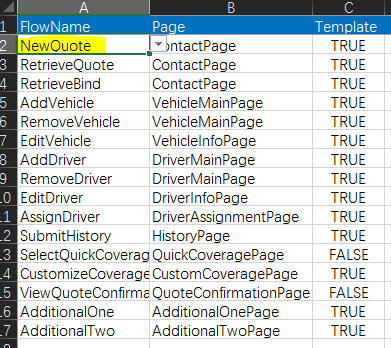 A B C
1 FlowName Page Template
2 NewQuote ontactPage TRUE
3 RetrieveQuote ContactPage TRUE
4 RetrieveBind ContactPage TRUE
5 AddVehicle VehicleMainPage TRUE
6 RemoveVehicle VehicleMainPage TRUE
7 EditVehicle VehicleInfoPage TRUE
8 AddDriver DriverMainPage TRUE
9 RemoveDriver DriverMainPage TRUE
10 EditDriver DriverInfoPage TRUE
11 AssignDriver DriverAssignmentPage TRUE
12 SubmitHistory HistoryPage TRUE
13 SelectQuickCoverage QuickCoveragePage FALSE
14 CustomizeCoverage CustomCoveragePage TRUE
15 ViewQuoteConfirma QuoteConfirmationPage FALSE
16 AdditionalOne AdditionalOnePage TRUE
17 AdditionalTwo AdditionalTwoPage TRUE